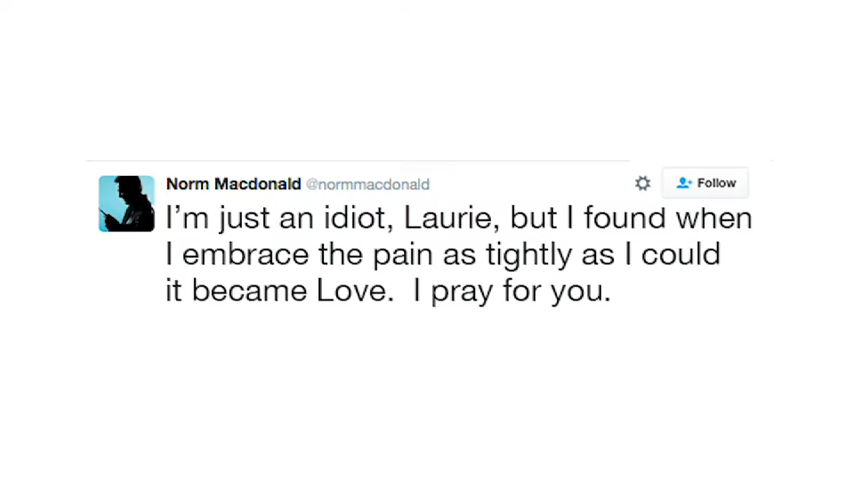 Norm Macdonald @normmacdonald Follow
I’m just an idiot, Laurie, but I found when
I embrace the pain as tightly as I could
it became Love.  I pray for you.